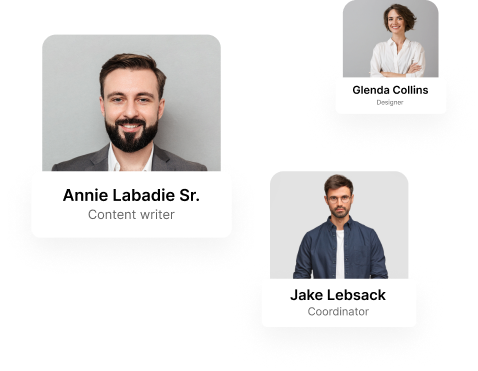 Glenda Collins
Designer
Annie Labadie Sr.
Content writer
Jake Lebsack
Coordinator